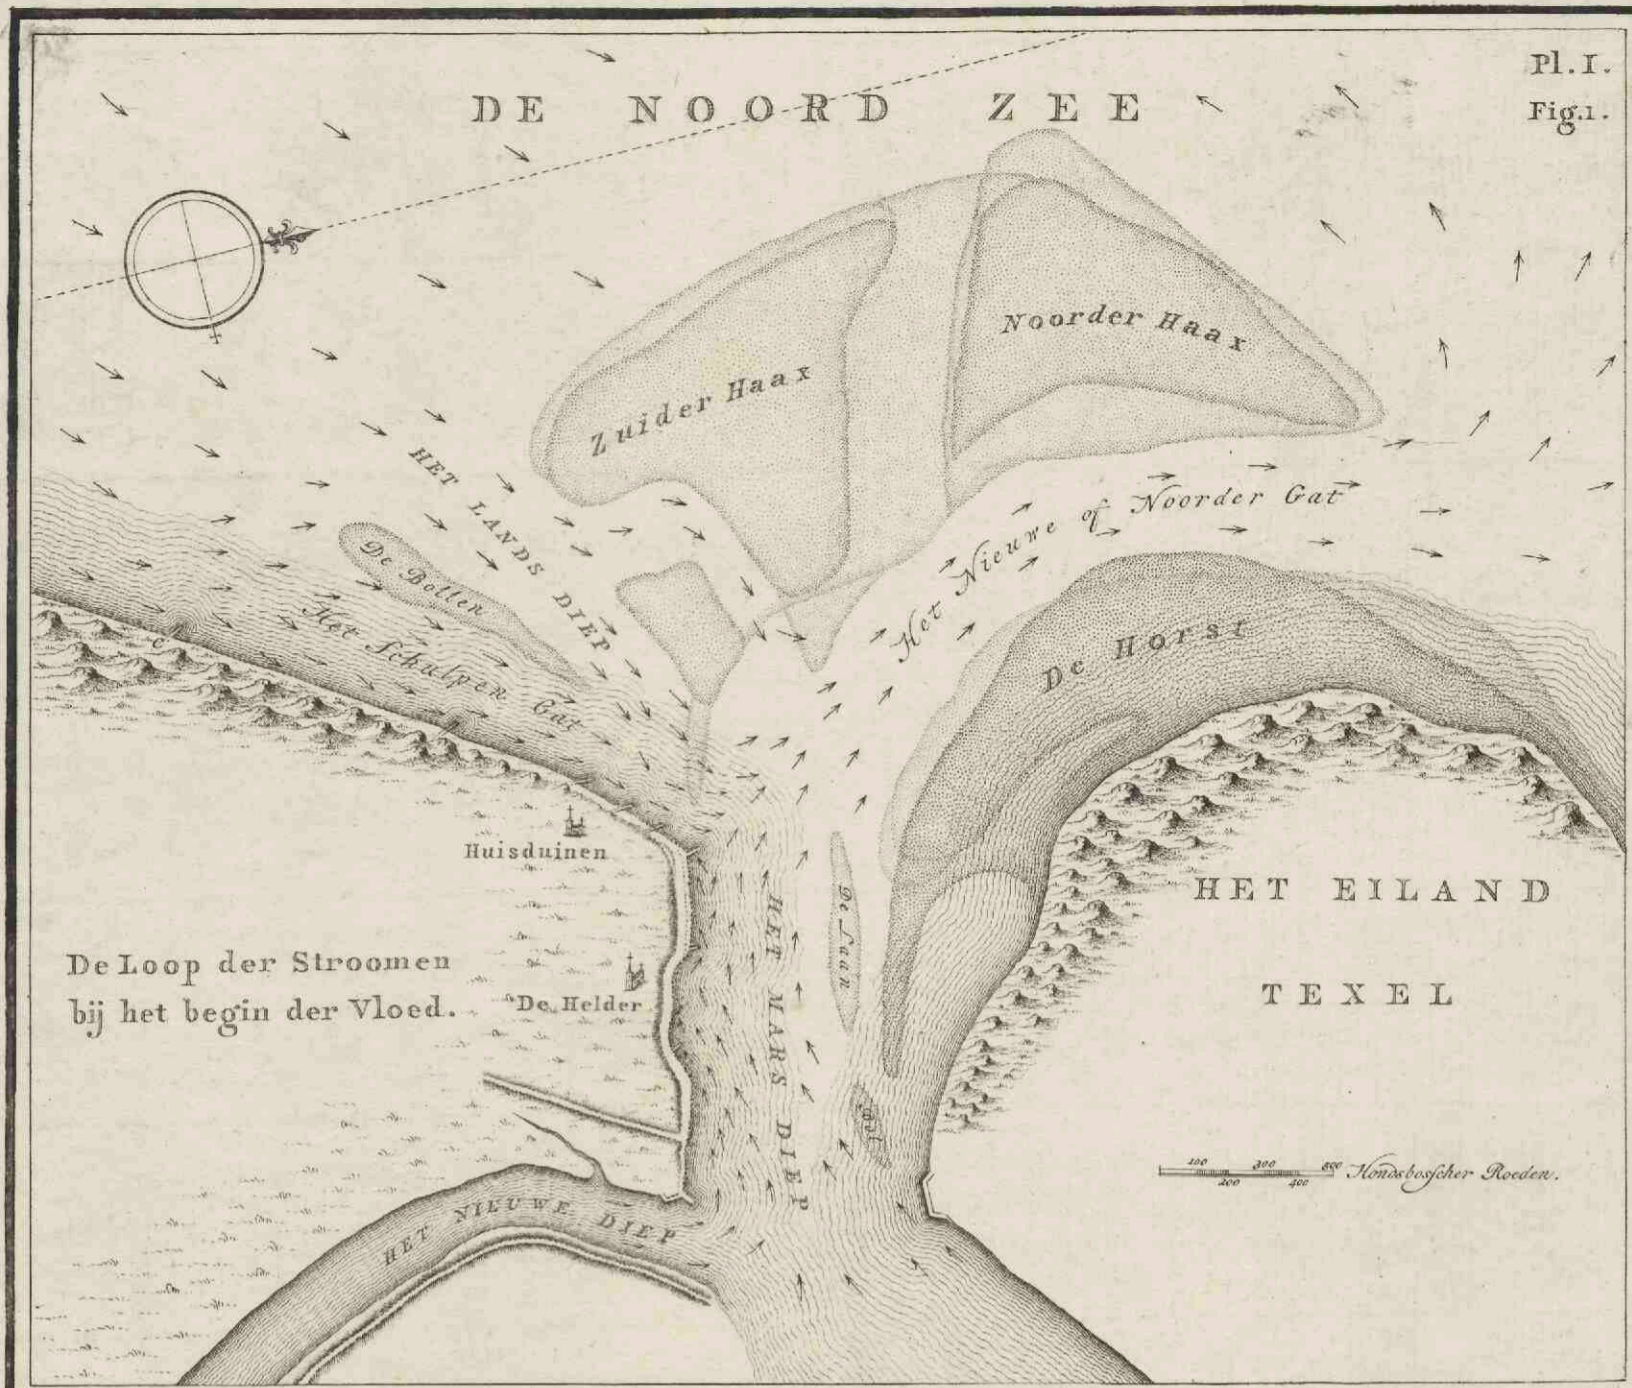 Pl. I.
Fig. 1.
DE NOORD ZEE
Noorder Haax
Zuider Haax
HET LANDS DIEP
Het Nieuwe of Noorder Gat
De Bollen
Het Schulpen Gat
De Horst
Huisduinen
De Laan
HET EILAND
TEXEL
De Loop der Stroomen
bij het begin der Vloed.
De Helder
HET MARS DIEP
100 300 500
200 400
Hondsbosscher Roeden.
HET NIEUWE DIEP